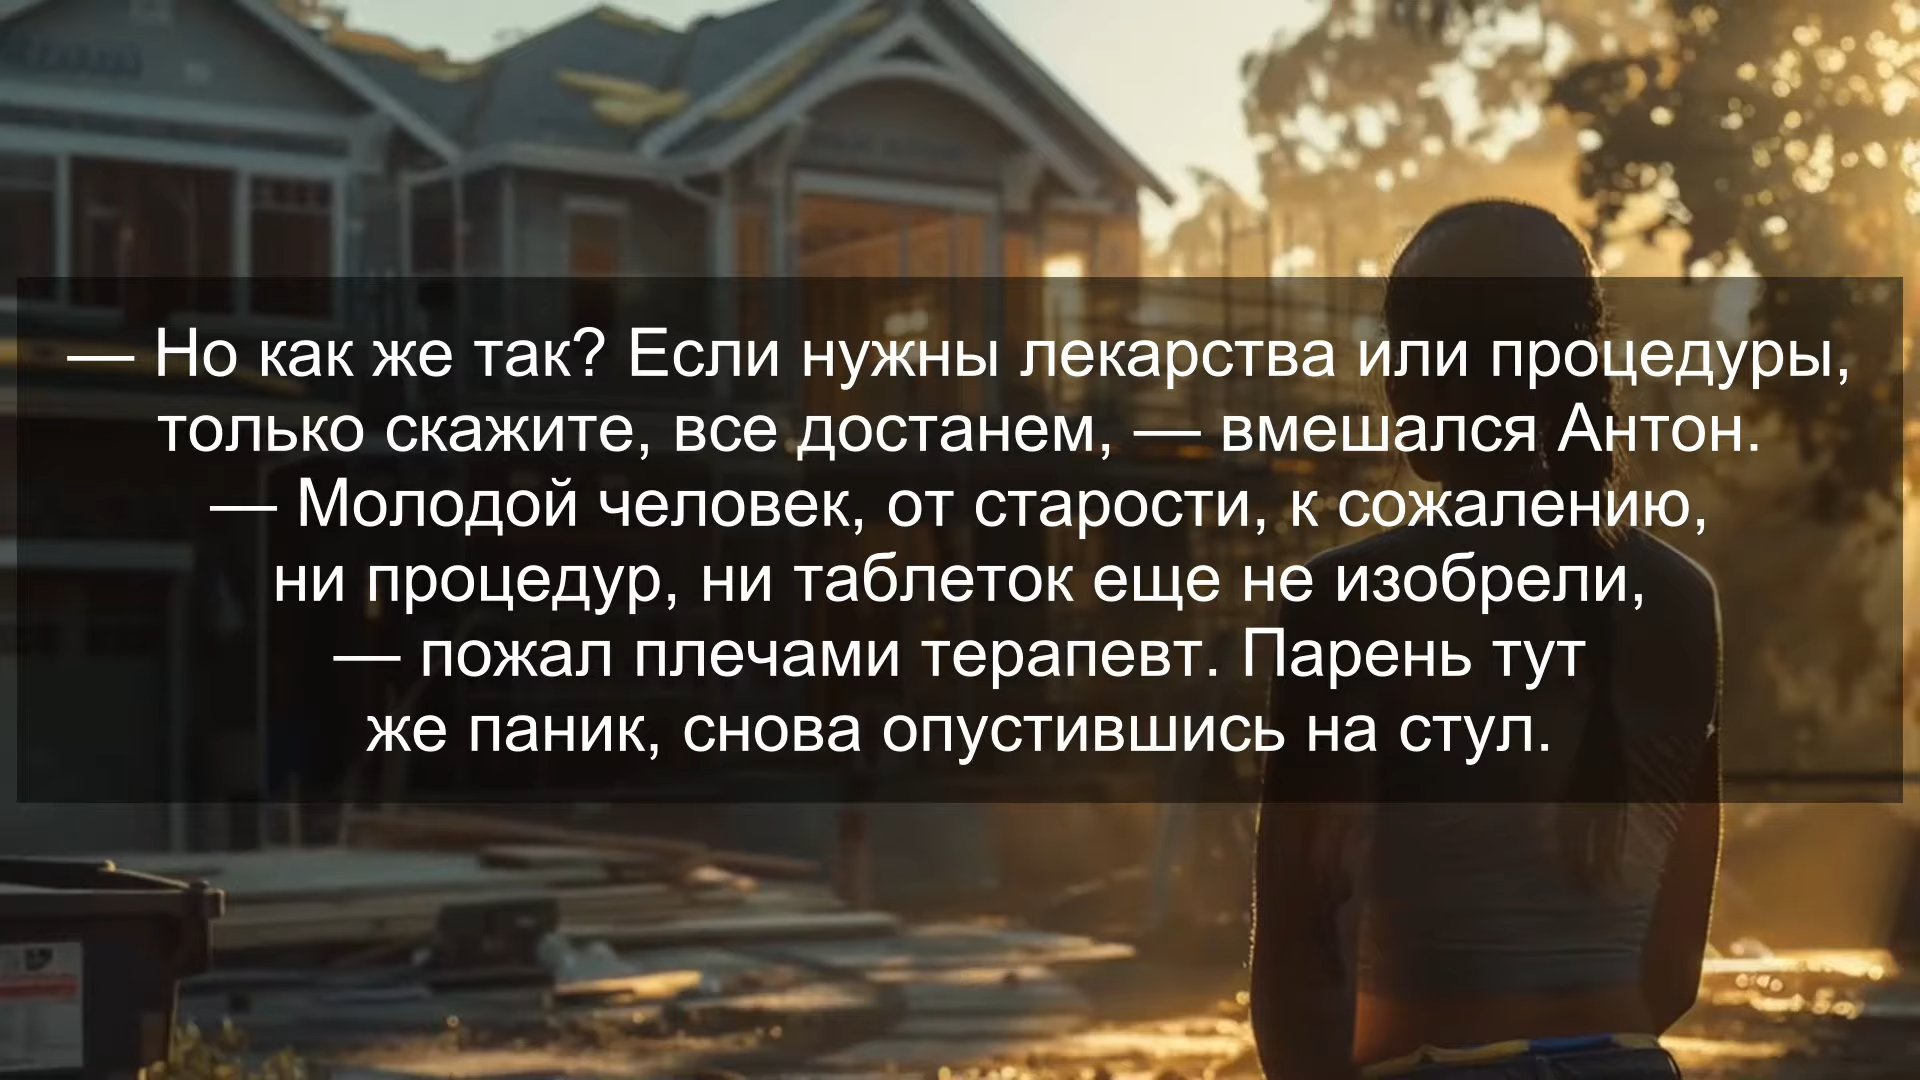 — Но как же так? Если нужны лекарства или процедуры,
только скажите, все достанем, — вмешался Антон.
— Молодой человек, от старости, к сожалению,
ни процедур, ни таблеток еще не изобрели,
— пожал плечами терапевт. Парень тут
же паник, снова опустившись на стул.